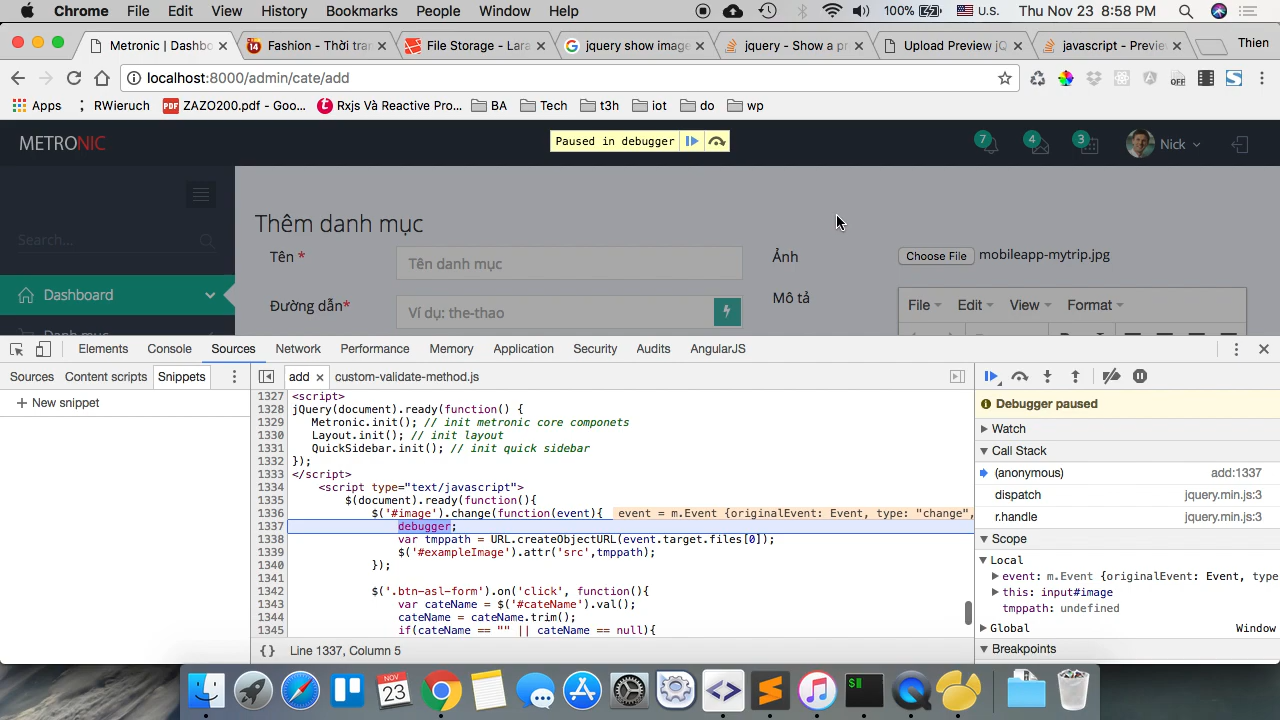 Chrome File Edit View History Bookmarks People Window Help 100% U.S. Thu Nov 23 8:58 PM
Metronic | Dashbo Fashion - Thời tran File Storage - Lara jquery show image jquery - Show a p Upload Preview jQ javascript - Previe Thien
localhost:8000/admin/cate/add OFF
Apps RWieruch PDF ZAZO200.pdf - Goo... Rxjs Và Reactive Pro... BA Tech t3h iot do wp
METRONIC Paused in debugger 7 4 3 Nick
Search...
Thêm danh mục
Tên * Tên danh mục Ảnh Choose File mobileapp-mytrip.jpg
Dashboard Đường dẫn* Ví dụ: the-thao Mô tả File Edit View Format
Danh mục
Elements Console Sources Network Performance Memory Application Security Audits AngularJS
Sources Content scripts Snippets add custom-validate-method.js
New snippet
1327 <script>
1328 jQuery(document).ready(function() {
1329 Metronic.init(); // init metronic core componets
1330 Layout.init(); // init layout
1331 QuickSidebar.init(); // init quick sidebar
1332 });
1333 </script>
1334 <script type="text/javascript">
1335 $(document).ready(function(){
1336 $('#image').change(function(event){ event = m.Event {originalEvent: Event, type: "change",
1337 debugger;
1338 var tmppath = URL.createObjectURL(event.target.files[0]);
1339 $('#exampleImage').attr('src',tmppath);
1340 });
1341
1342 $('.btn-asl-form').on('click', function(){
1343 var cateName = $('#cateName').val();
1344 cateName = cateName.trim();
1345 if(cateName == "" || cateName == null){
{} Line 1337, Column 5
Debugger paused
Watch
Call Stack
(anonymous) add:1337
dispatch jquery.min.js:3
r.handle jquery.min.js:3
Scope
Local
event: m.Event {originalEvent: Event, type
this: input#image
tmppath: undefined
Global Window
Breakpoints
NOV
23